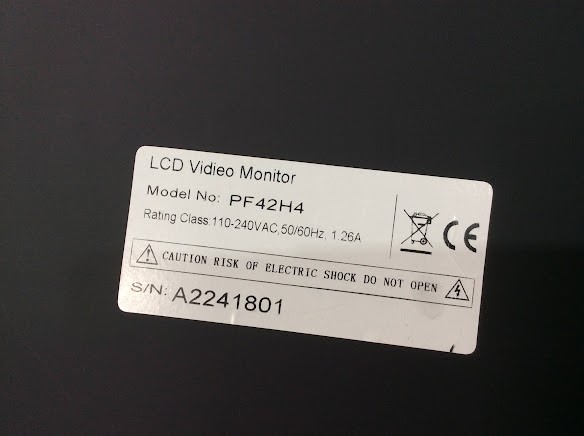 LCD Vidieo Monitor
Model No: PF42H4
Rating Class:110-240VAC,50/60Hz, 1.26A
CE
CAUTION RISK OF ELECTRIC SHOCK DO NOT OPEN
S/N: A2241801